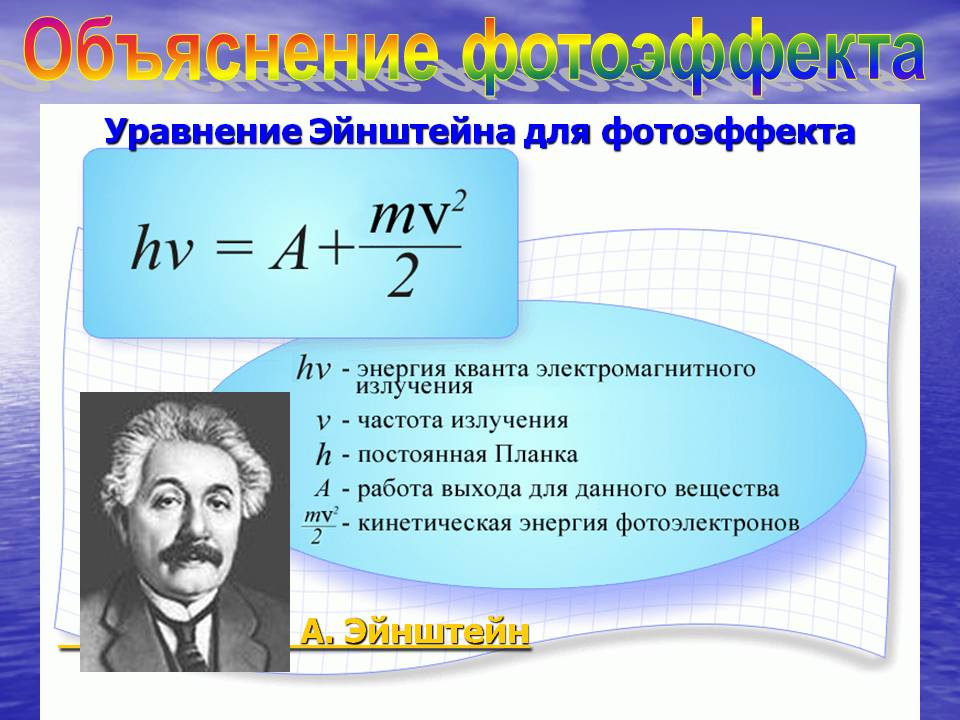 Объяснение фотоэффекта
Уравнение Эйнштейна для фотоэффекта
hν = A + mv²/2
hν - энергия кванта электромагнитного
излучения
ν - частота излучения
h - постоянная Планка
A - работа выхода для данного вещества
mv²/2 - кинетическая энергия фотоэлектронов
А. Эйнштейн